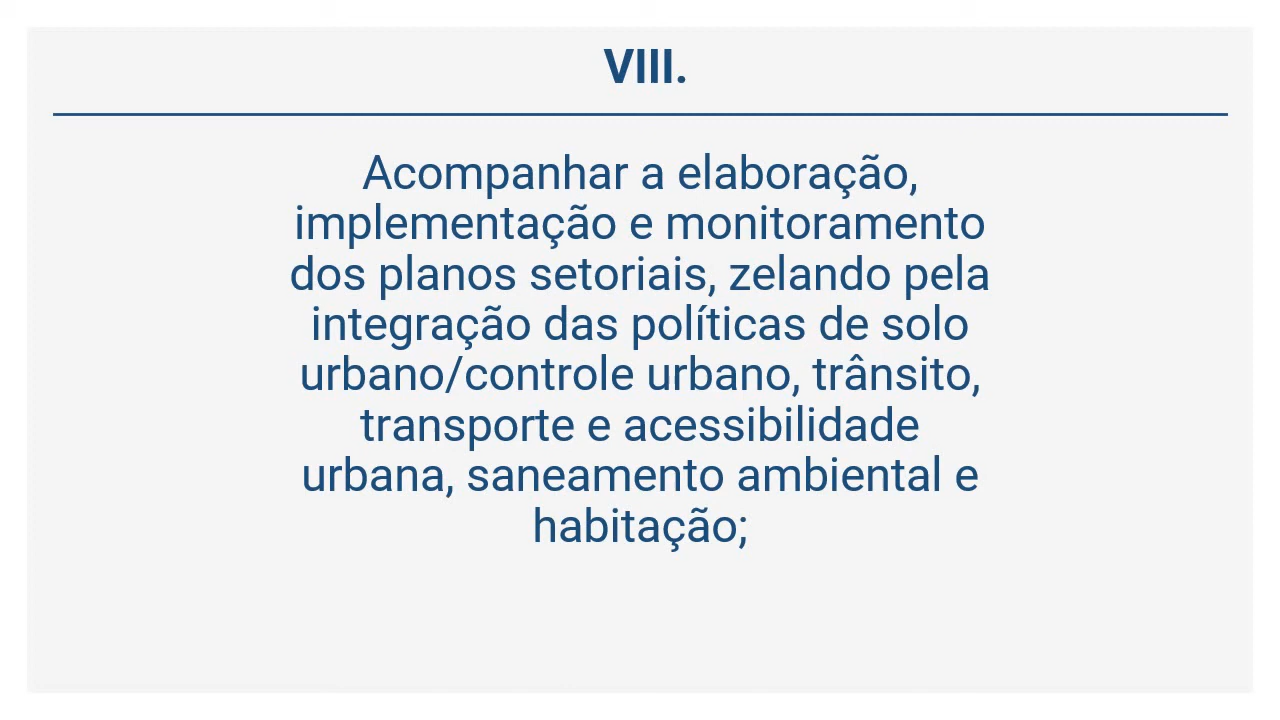 VIII.
Acompanhar a elaboração,
implementação e monitoramento
dos planos setoriais, zelando pela
integração das políticas de solo
urbano/controle urbano, trânsito,
transporte e acessibilidade
urbana, saneamento ambiental e
habitação;